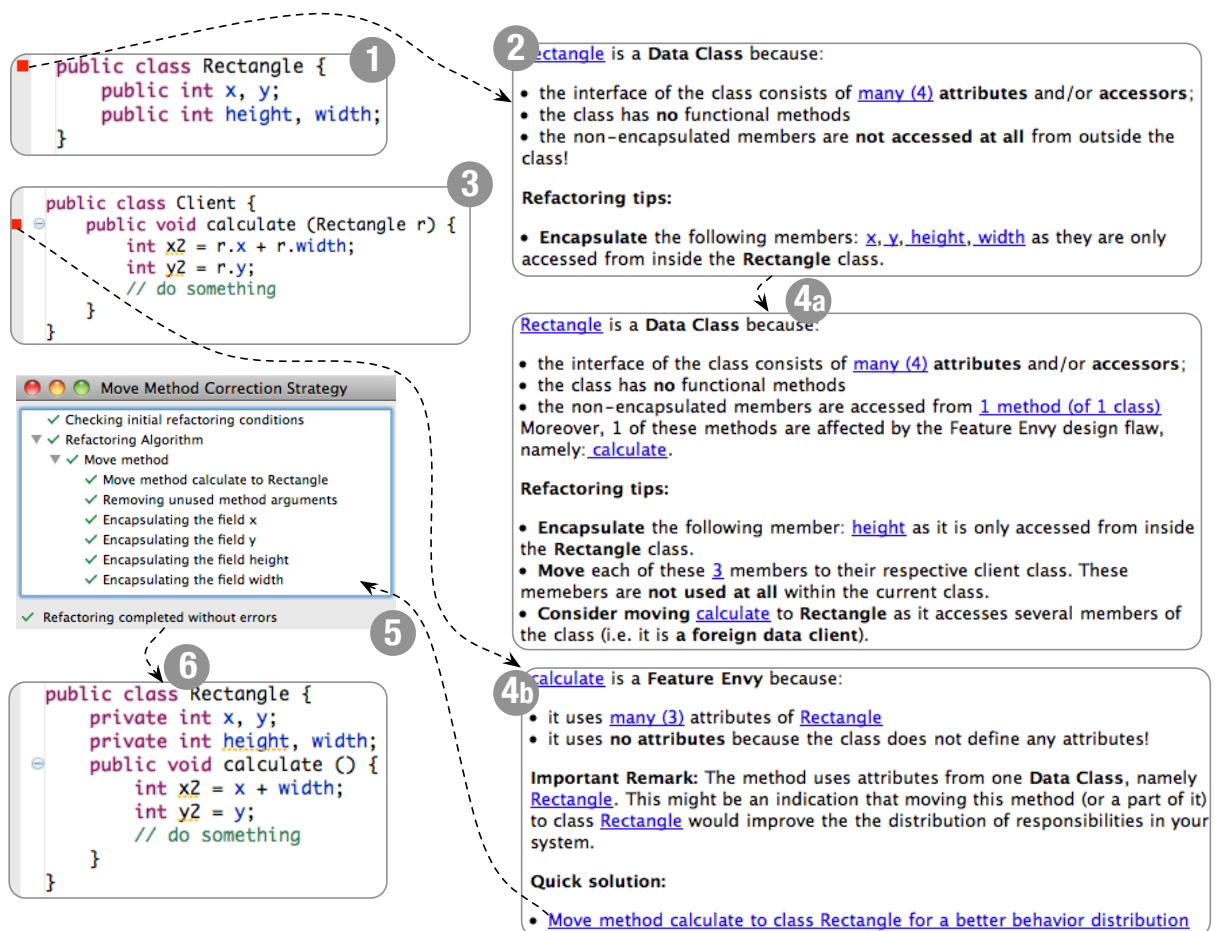 1
public class Rectangle {
public int x, y;
public int height, width;
}
2
Rectangle is a Data Class because:
• the interface of the class consists of many (4) attributes and/or accessors;
• the class has no functional methods
• the non-encapsulated members are not accessed at all from outside the
class!
Refactoring tips:
• Encapsulate the following members: x, y, height, width as they are only
accessed from inside the Rectangle class.
3
public class Client {
public void calculate (Rectangle r) {
int x2 = r.x + r.width;
int y2 = r.y;
// do something
}
}
4a
Rectangle is a Data Class because:
• the interface of the class consists of many (4) attributes and/or accessors;
• the class has no functional methods
• the non-encapsulated members are accessed from 1 method (of 1 class)
Moreover, 1 of these methods are affected by the Feature Envy design flaw,
namely: calculate.
Refactoring tips:
• Encapsulate the following member: height as it is only accessed from inside
the Rectangle class.
• Move each of these 3 members to their respective client class. These
memebers are not used at all within the current class.
• Consider moving calculate to Rectangle as it accesses several members of
the class (i.e. it is a foreign data client).
4b
calculate is a Feature Envy because:
• it uses many (3) attributes of Rectangle
• it uses no attributes because the class does not define any attributes!
Important Remark: The method uses attributes from one Data Class, namely
Rectangle. This might be an indication that moving this method (or a part of it)
to class Rectangle would improve the the distribution of responsibilities in your
system.
Quick solution:
• Move method calculate to class Rectangle for a better behavior distribution
Move Method Correction Strategy
Checking initial refactoring conditions
Refactoring Algorithm
Move method
Move method calculate to Rectangle
Removing unused method arguments
Encapsulating the field x
Encapsulating the field y
Encapsulating the field height
Encapsulating the field width
Refactoring completed without errors
5
6
public class Rectangle {
private int x, y;
private int height, width;
public void calculate () {
int x2 = x + width;
int y2 = y;
// do something
}
}